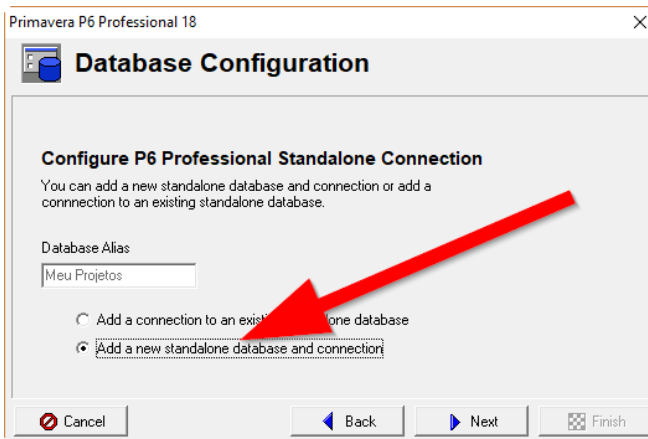 Primavera P6 Professional 18
Database Configuration
Configure P6 Professional Standalone Connection
You can add a new standalone database and connection or add a
connnection to an existing standalone database.
Database Alias
Meu Projetos
Add a connection to an database
Add a new standalone database and connection
Cancel
Back
Next
Finish